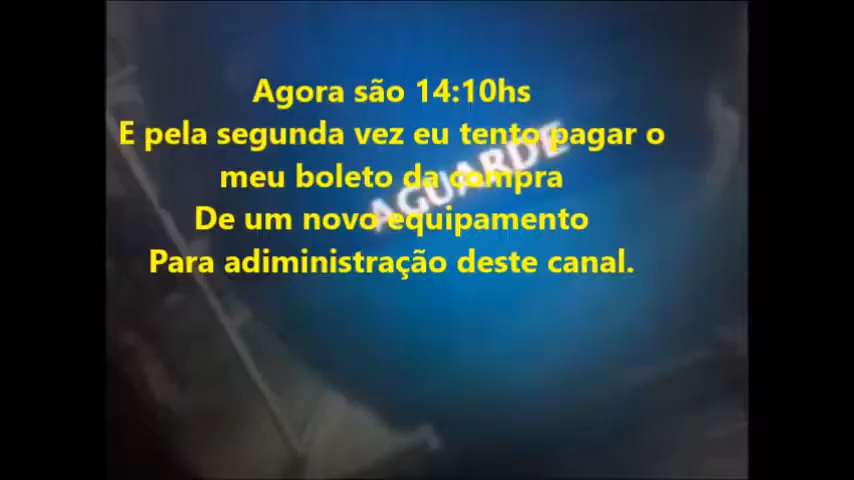 Agora são 14:10hs
E pela segunda vez eu tento pagar o
meu boleto da compra
De um novo equipamento
Para adiministração deste canal.
AGUARDE